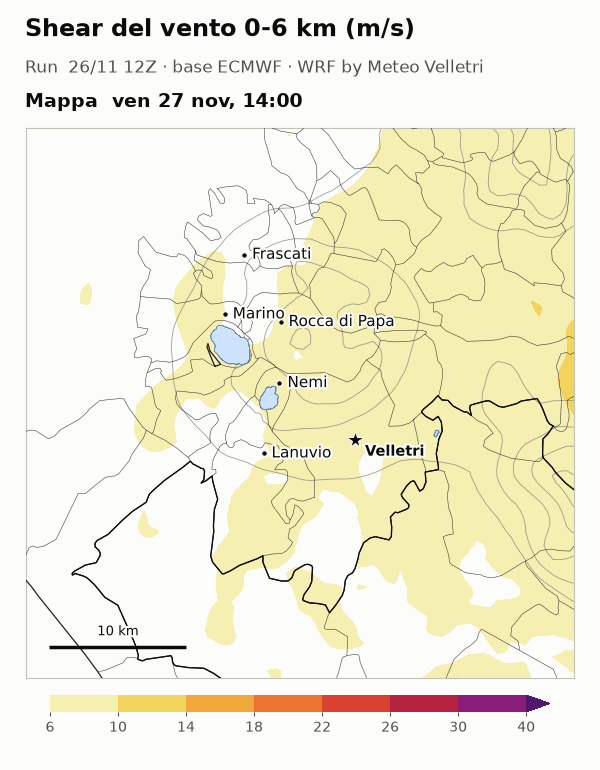 Shear del vento 0-6 km (m/s)
Run  26/11 12Z · base ECMWF · WRF by Meteo Velletri
Mappa  ven 27 nov, 14:00
Frascati
Marino
Rocca di Papa
Nemi
Velletri
Lanuvio
10 km
6 10 14 18 22 26 30 40